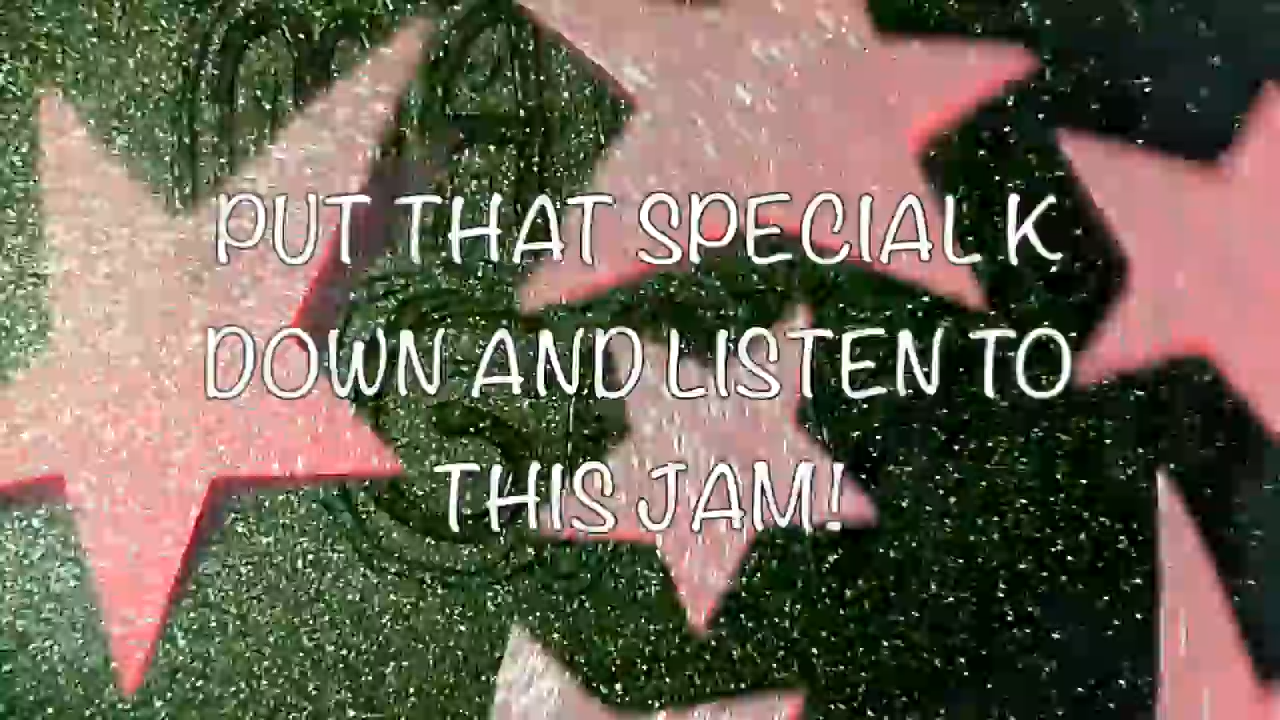 PUT THAT SPECIAL K
DOWN AND LISTEN TO
THIS JAM!